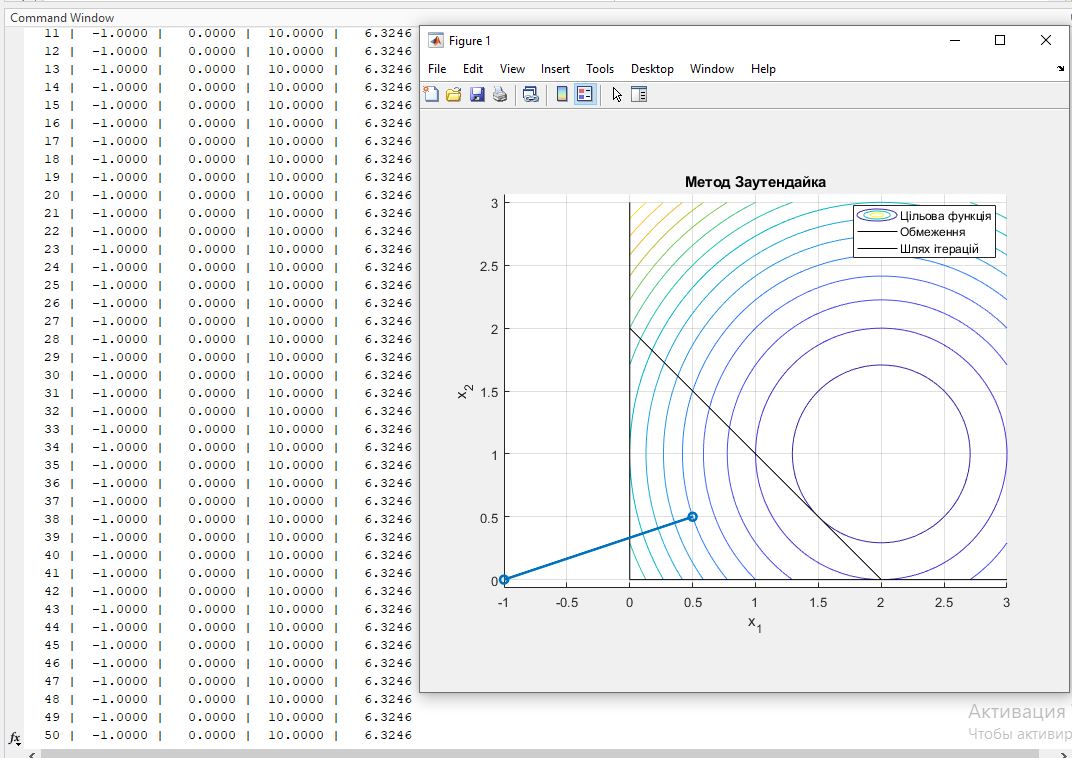 Command Window
11 | -1.0000 | 0.0000 | 10.0000 | 6.3246
12 | -1.0000 | 0.0000 | 10.0000 | 6.3246
13 | -1.0000 | 0.0000 | 10.0000 | 6.3246
14 | -1.0000 | 0.0000 | 10.0000 | 6.3246
15 | -1.0000 | 0.0000 | 10.0000 | 6.3246
16 | -1.0000 | 0.0000 | 10.0000 | 6.3246
17 | -1.0000 | 0.0000 | 10.0000 | 6.3246
18 | -1.0000 | 0.0000 | 10.0000 | 6.3246
19 | -1.0000 | 0.0000 | 10.0000 | 6.3246
20 | -1.0000 | 0.0000 | 10.0000 | 6.3246
21 | -1.0000 | 0.0000 | 10.0000 | 6.3246
22 | -1.0000 | 0.0000 | 10.0000 | 6.3246
23 | -1.0000 | 0.0000 | 10.0000 | 6.3246
24 | -1.0000 | 0.0000 | 10.0000 | 6.3246
25 | -1.0000 | 0.0000 | 10.0000 | 6.3246
26 | -1.0000 | 0.0000 | 10.0000 | 6.3246
27 | -1.0000 | 0.0000 | 10.0000 | 6.3246
28 | -1.0000 | 0.0000 | 10.0000 | 6.3246
29 | -1.0000 | 0.0000 | 10.0000 | 6.3246
30 | -1.0000 | 0.0000 | 10.0000 | 6.3246
31 | -1.0000 | 0.0000 | 10.0000 | 6.3246
32 | -1.0000 | 0.0000 | 10.0000 | 6.3246
33 | -1.0000 | 0.0000 | 10.0000 | 6.3246
34 | -1.0000 | 0.0000 | 10.0000 | 6.3246
35 | -1.0000 | 0.0000 | 10.0000 | 6.3246
36 | -1.0000 | 0.0000 | 10.0000 | 6.3246
37 | -1.0000 | 0.0000 | 10.0000 | 6.3246
38 | -1.0000 | 0.0000 | 10.0000 | 6.3246
39 | -1.0000 | 0.0000 | 10.0000 | 6.3246
40 | -1.0000 | 0.0000 | 10.0000 | 6.3246
41 | -1.0000 | 0.0000 | 10.0000 | 6.3246
42 | -1.0000 | 0.0000 | 10.0000 | 6.3246
43 | -1.0000 | 0.0000 | 10.0000 | 6.3246
44 | -1.0000 | 0.0000 | 10.0000 | 6.3246
45 | -1.0000 | 0.0000 | 10.0000 | 6.3246
46 | -1.0000 | 0.0000 | 10.0000 | 6.3246
47 | -1.0000 | 0.0000 | 10.0000 | 6.3246
48 | -1.0000 | 0.0000 | 10.0000 | 6.3246
49 | -1.0000 | 0.0000 | 10.0000 | 6.3246
50 | -1.0000 | 0.0000 | 10.0000 | 6.3246
fx
Figure 1
File Edit View Insert Tools Desktop Window Help
Метод Заутендайка
Цільова функція
Обмеження
Шлях ітерацій
3
2.5
2
1.5
1
0.5
0
x2
-1 -0.5 0 0.5 1 1.5 2 2.5 3
x1
Активация
Чтобы активир